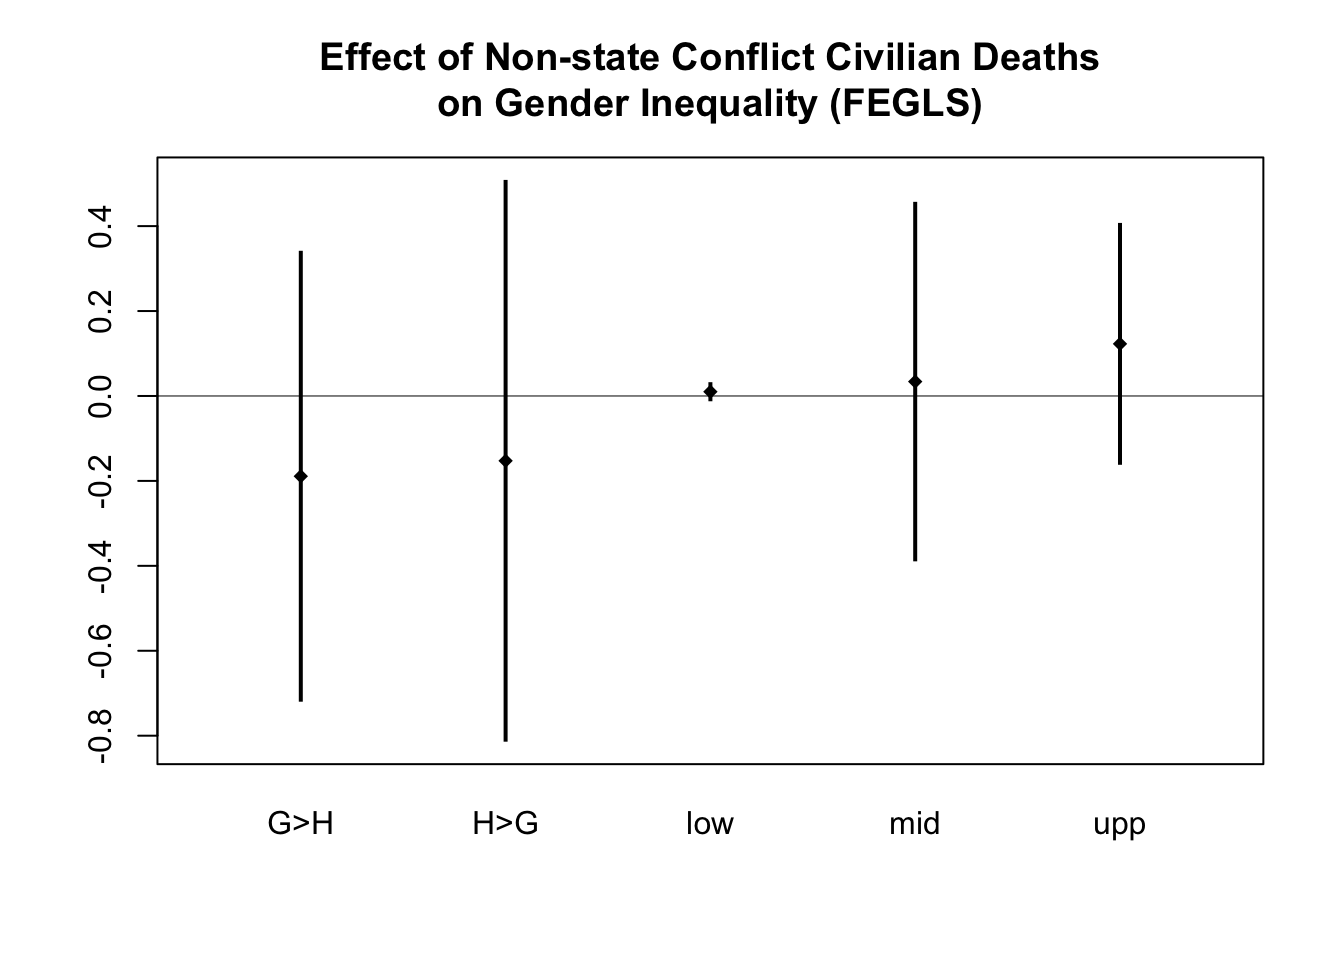 Effect of Non-state Conflict Civilian Deaths
on Gender Inequality (FEGLS)
0.4
0.2
0.0
-0.2
-0.4
-0.6
-0.8
G>H H>G low mid upp